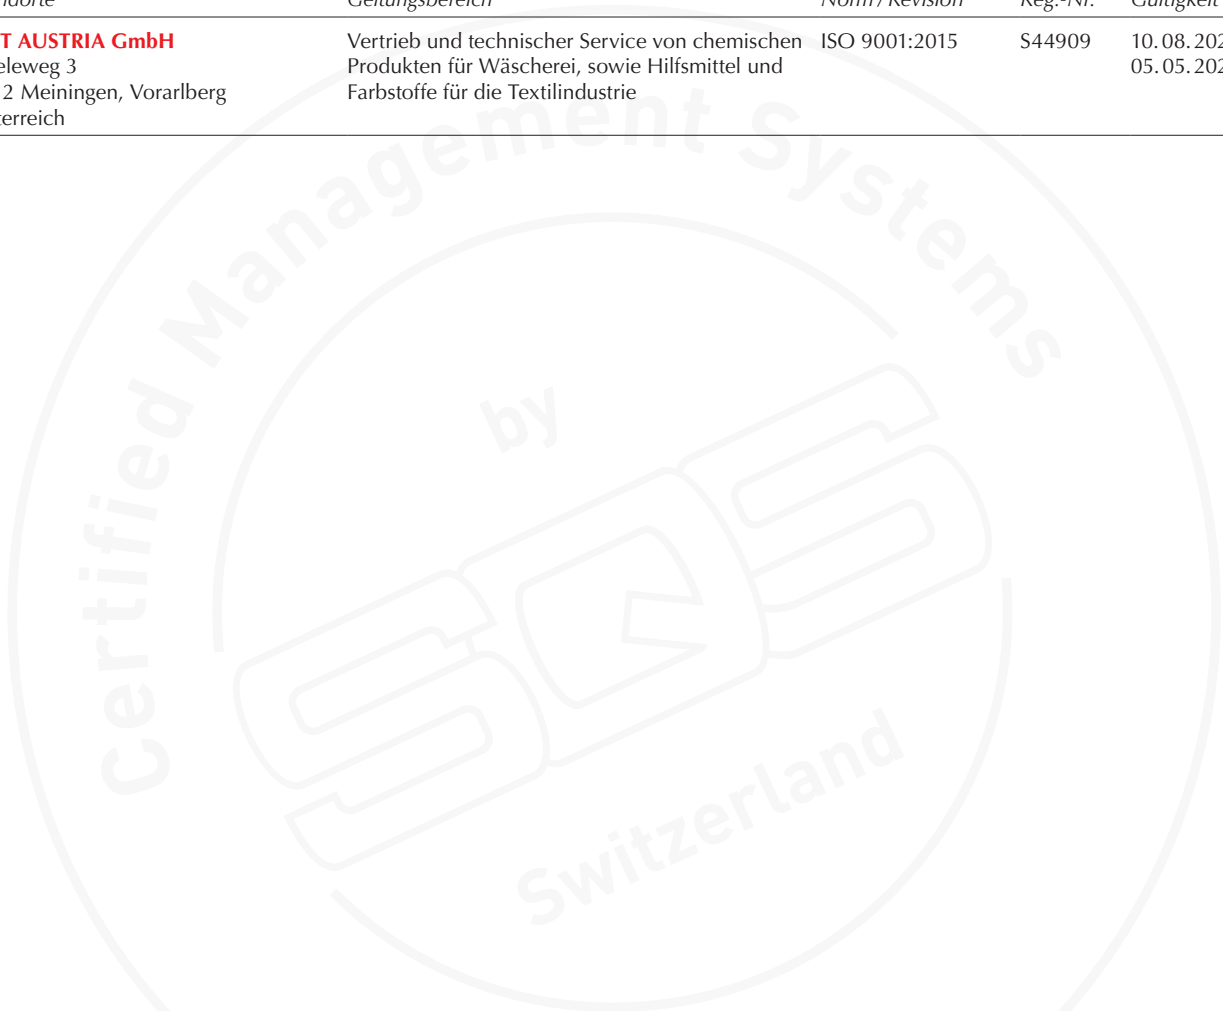 Geltungsbereich Norm / Revision Reg.-Nr. Gültigkeit
T AUSTRIA GmbH Vertrieb und technischer Service von chemischen ISO 9001:2015 S44909 10.08.202
eleweg 3 Produkten für Wäscherei, sowie Hilfsmittel und 05.05.202
2 Meiningen, Vorarlberg Farbstoffe für die Textilindustrie
terreich
Certified Management Systems
by
SQS
Switzerland